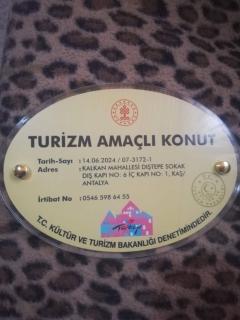 TURİZM AMAÇLI KONUT
Tarih-Sayı : 14.06.2024 / 07-3172-1
Adres : KALKAN MAHALLESİ DIŞTEPE SOKAK
DIŞ KAPI NO: 6 İÇ KAPI NO: 1, KAŞ/
ANTALYA
İrtibat No : 0546 598 64 55
T.C. KÜLTÜR VE TURİZM BAKANLIĞI DENETİMİNDEDİR.